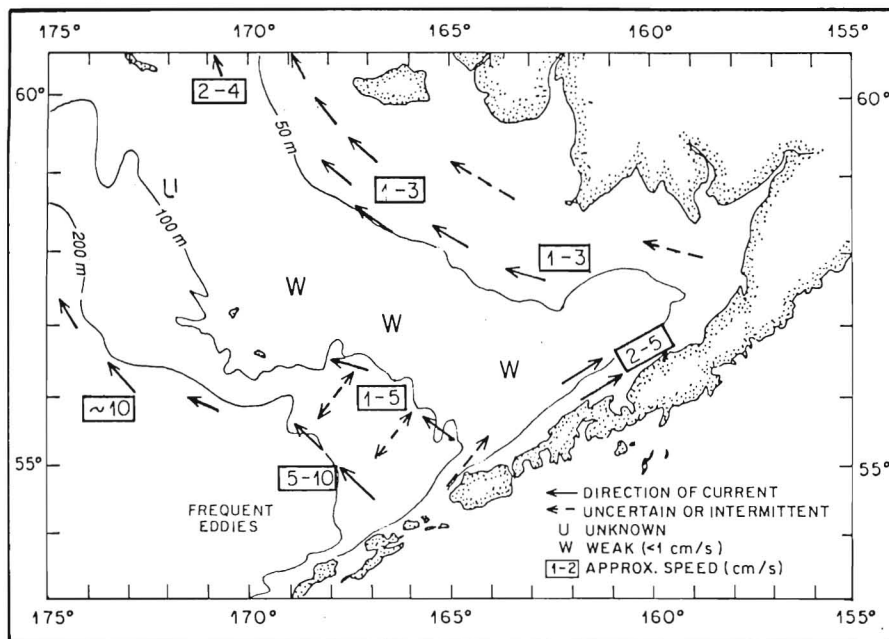 175° 170° 165° 160° 155°
2-4
60° 60°
50 m
1-3
U
100 m
200 m
1-3
W
W
W
2-5
1-5
~10
55° 55°
5-10
FREQUENT
EDDIES
DIRECTION OF CURRENT
UNCERTAIN OR INTERMITTENT
U UNKNOWN
W WEAK (<1 cm/s)
1-2 APPROX. SPEED (cm/s)
175° 170° 165° 160° 155°